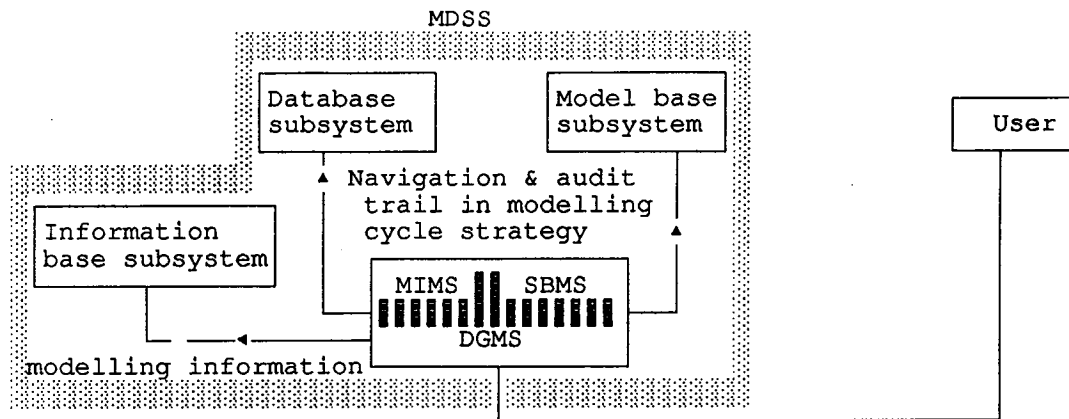 MDSS
Database
subsystem
Model base
subsystem
User
Navigation & audit
trail in modelling
cycle strategy
Information
base subsystem
MIMS
SBMS
DGMS
modelling information